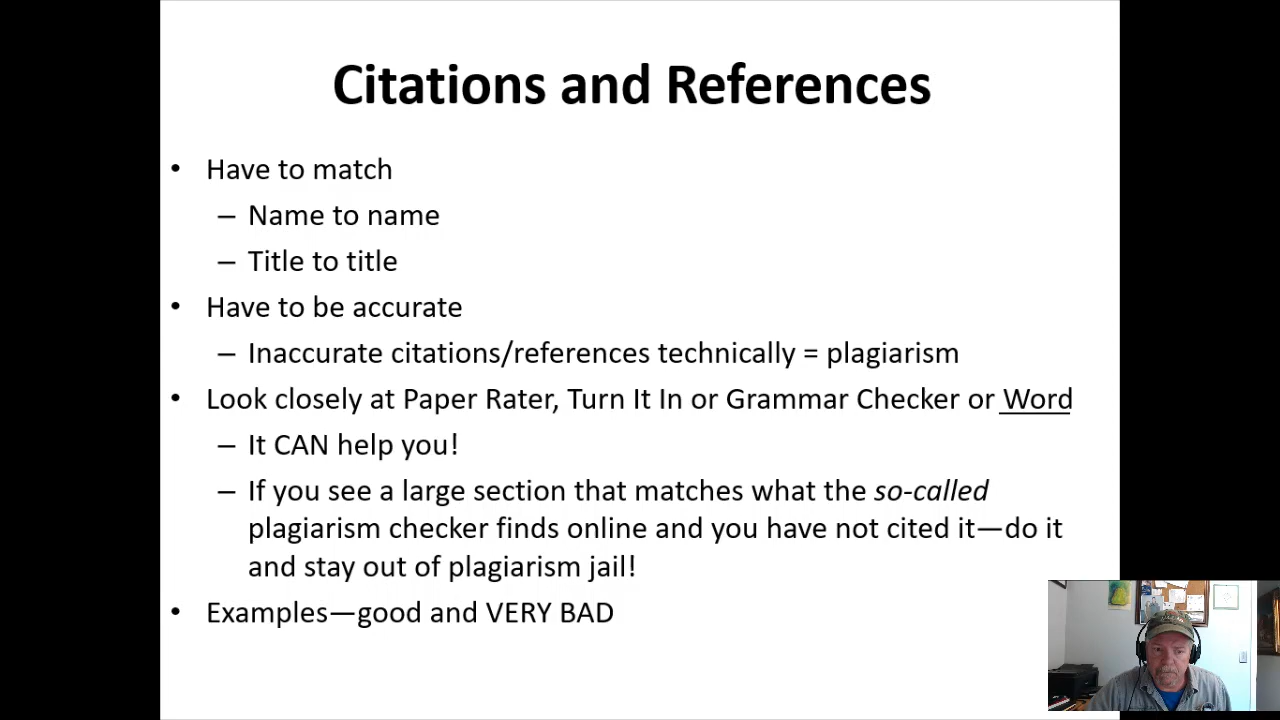 Citations and References
• Have to match
– Name to name
– Title to title
• Have to be accurate
– Inaccurate citations/references technically = plagiarism
• Look closely at Paper Rater, Turn It In or Grammar Checker or Word
– It CAN help you!
– If you see a large section that matches what the so-called
plagiarism checker finds online and you have not cited it—do it
and stay out of plagiarism jail!
• Examples—good and VERY BAD